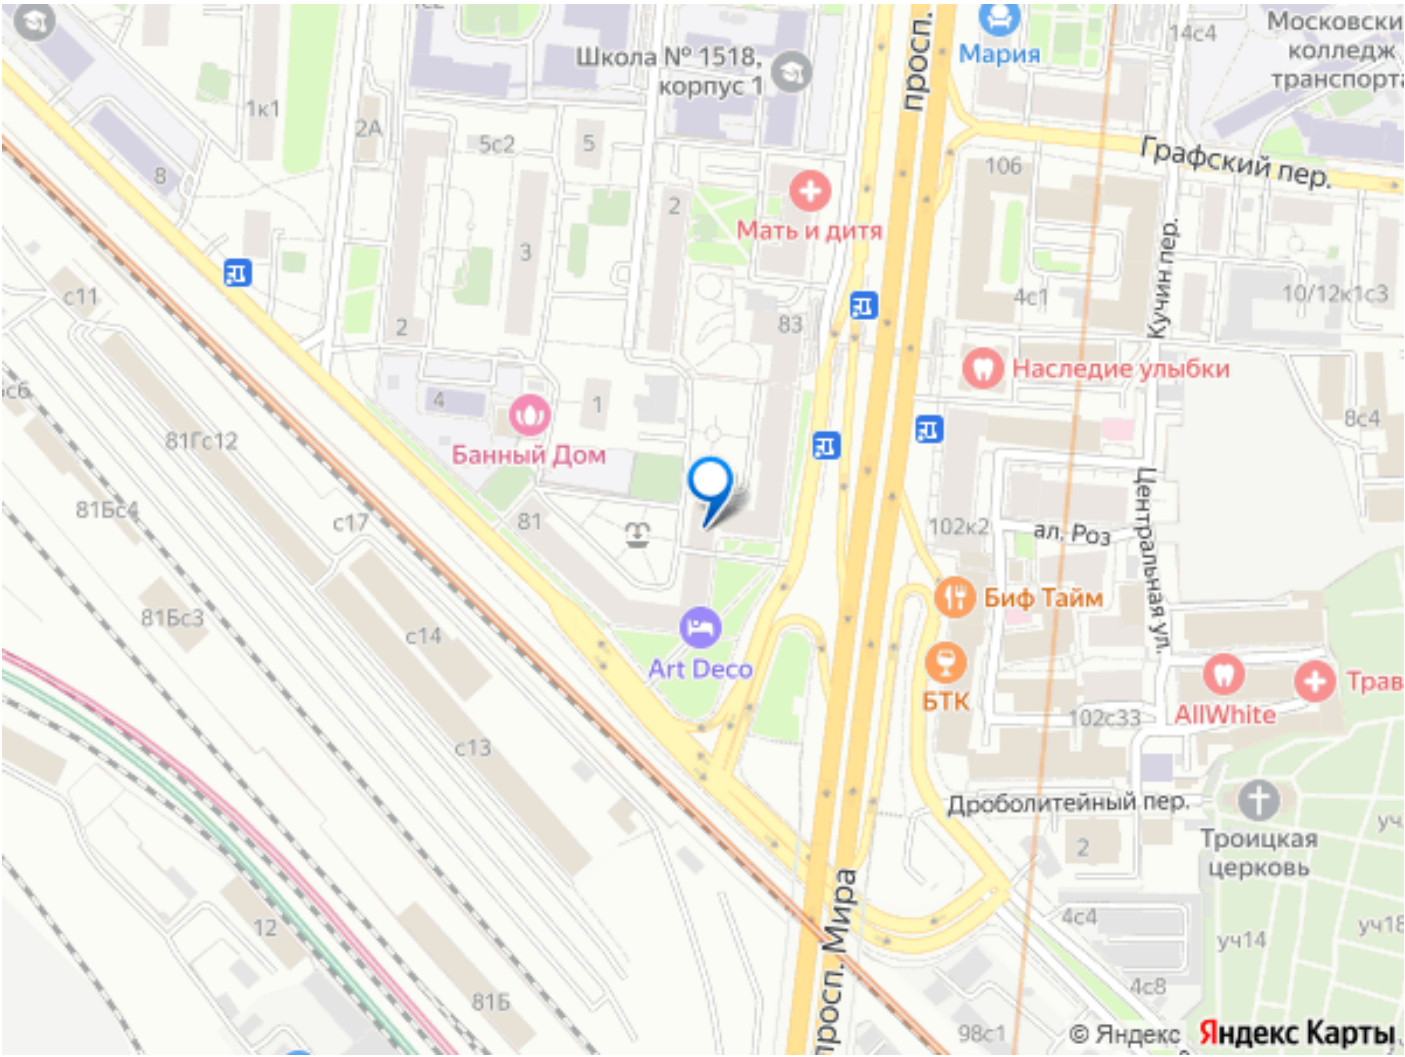 просп.
Мария
14с4
Московски
колледж
транспорта
Школа № 1518,
корпус 1
1к1
2А
5с2
5
Графский пер.
106
8
2
Мать и дитя
3
Кучин пер.
с11
4с1
10/12к1с3
2
83
Наследие улыбки
4
1
8с4
81Гс12
Банный Дом
81Бс4
с17
81
102к2
ал. Роз
Центральная ул.
Биф Тайм
81Бс3
с14
Art Deco
БТК
AllWhite
Трав
102с33
с13
Дроболитейный пер.
Троицкая
церковь
2
уч
просп. Мира
12
4с4
уч14
уч18
81Б
4с8
98с1
© Яндекс Яндекс Карты